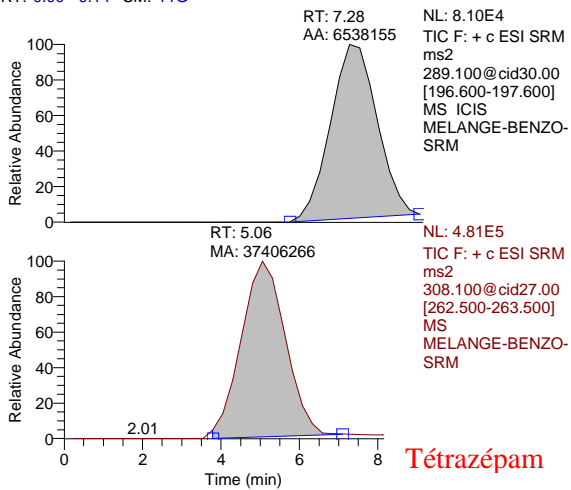 RT: 7.28
AA: 6538155
NL: 8.10E4
TIC F: + c ESI SRM
ms2
289.100@cid30.00
[196.600-197.600]
MS ICIS
MELANGE-BENZO-
SRM
Relative Abundance
100
80
60
40
20
0
RT: 5.06
MA: 37406266
NL: 4.81E5
TIC F: + c ESI SRM
ms2
308.100@cid27.00
[262.500-263.500]
MS
MELANGE-BENZO-
SRM
Relative Abundance
100
80
60
40
20
0
2.01
0 2 4 6 8
Time (min)
Tétrazépam